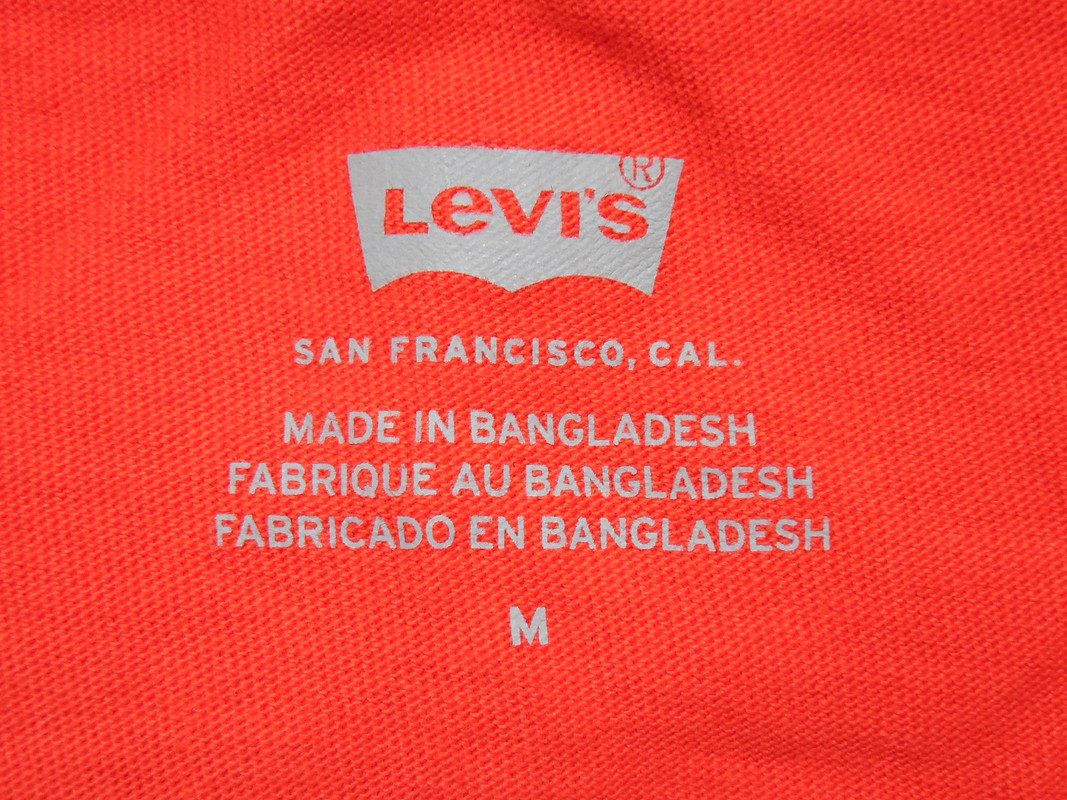 LeVI'S®
SAN FRANCISCO, CAL.
MADE IN BANGLADESH
FABRIQUE AU BANGLADESH
FABRICADO EN BANGLADESH
M